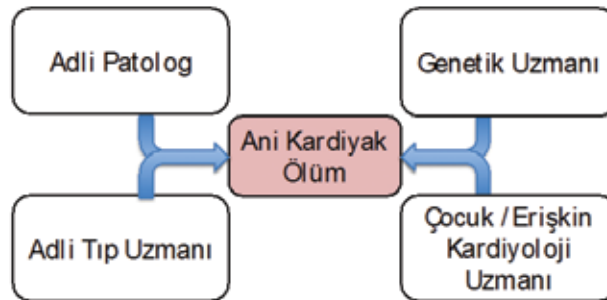 Adli Patolog
Genetik Uzmanı
Ani Kardiyak
Ölüm
Adli Tıp Uzmanı
Çocuk / Erişkin
Kardiyoloji
Uzmanı